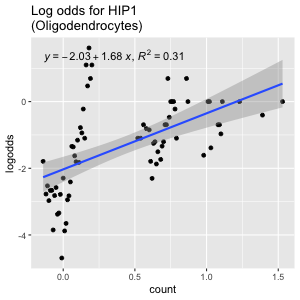 Log odds for HIP1
(Oligodendrocytes)
y = −2.03 + 1.68 x, R² = 0.31
logodds
0
-2
-4
0.0 0.5 1.0 1.5
count